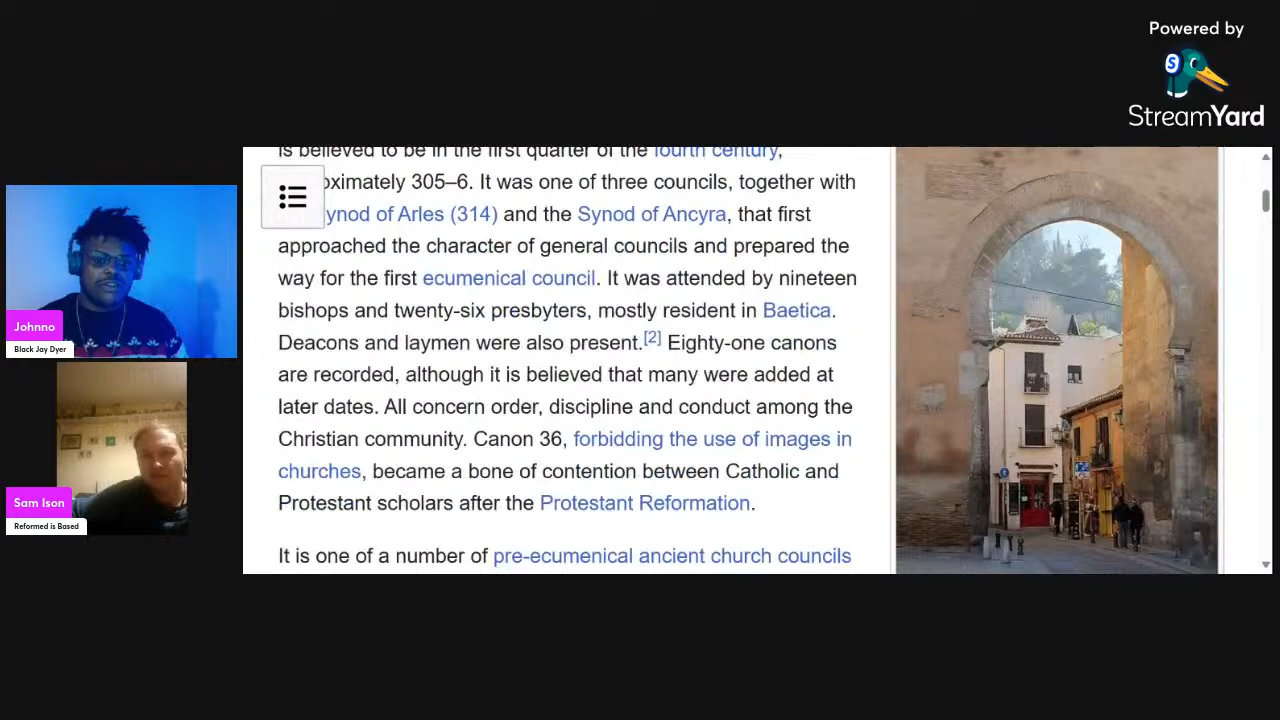 Powered by
StreamYard
is believed to be in the first quarter of the fourth century,
oximately 305–6. It was one of three councils, together with
ynod of Arles (314) and the Synod of Ancyra, that first
approached the character of general councils and prepared the
way for the first ecumenical council. It was attended by nineteen
bishops and twenty-six presbyters, mostly resident in Baetica.
Deacons and laymen were also present.[2] Eighty-one canons
are recorded, although it is believed that many were added at
later dates. All concern order, discipline and conduct among the
Christian community. Canon 36, forbidding the use of images in
churches, became a bone of contention between Catholic and
Protestant scholars after the Protestant Reformation.
It is one of a number of pre-ecumenical ancient church councils
Johnno
Black Jay Dyer
Sam Ison
Reformed is Based